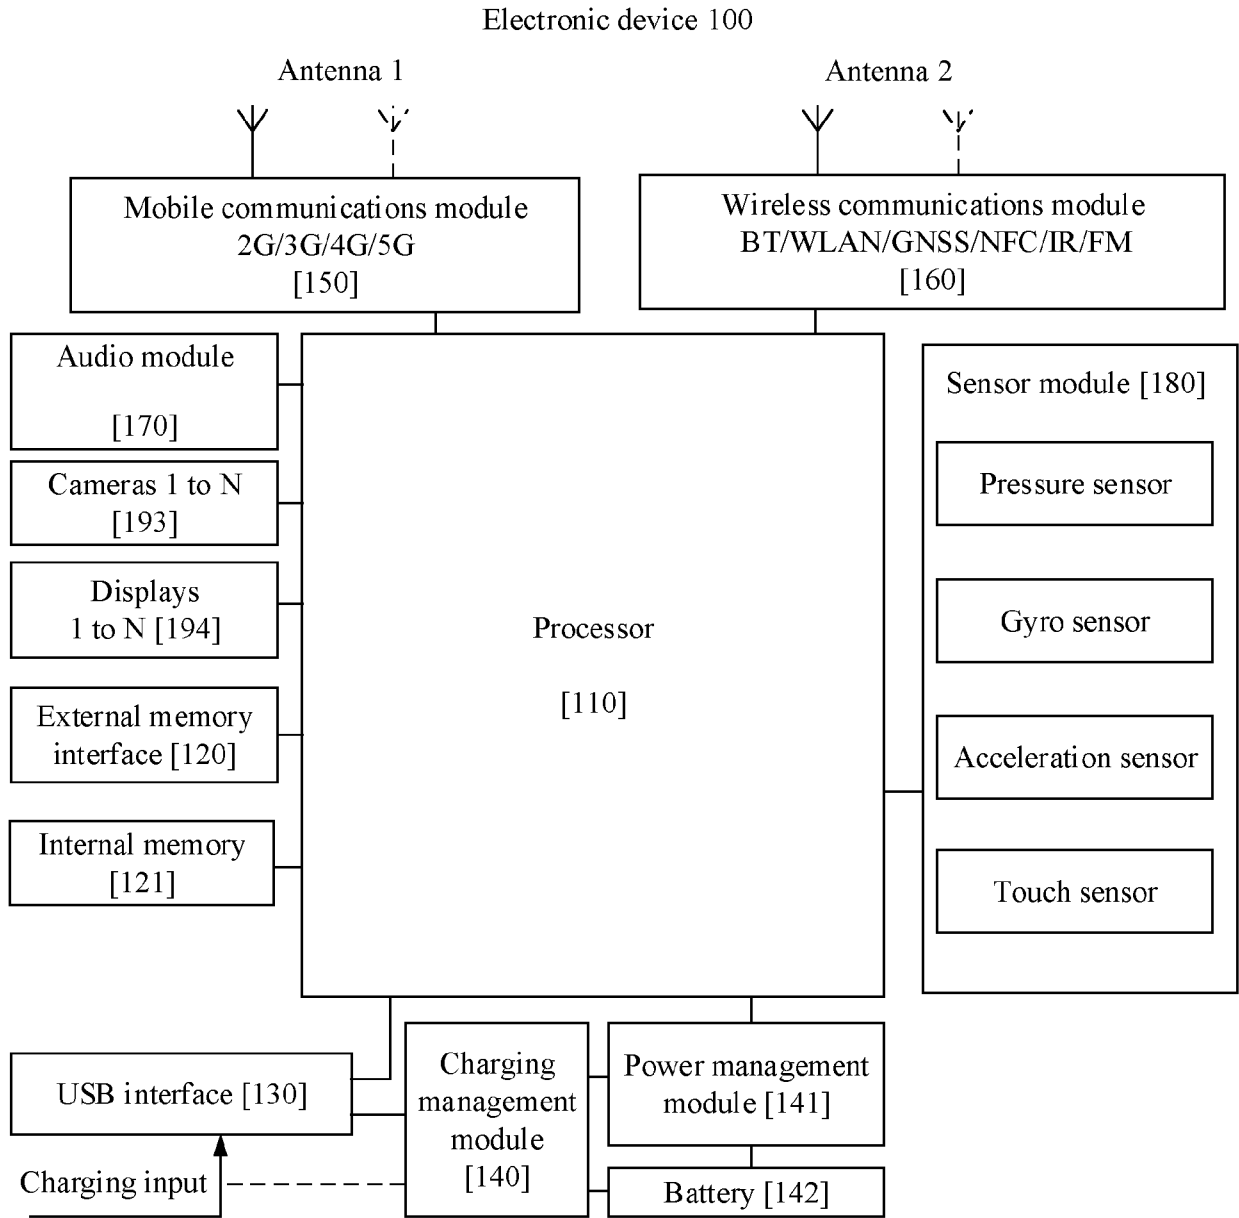 Electronic device 100
Antenna 1
Antenna 2
Mobile communications module
2G/3G/4G/5G
[150]
Wireless communications module
BT/WLAN/GNSS/NFC/IR/FM
[160]
Audio module
[170]
Cameras 1 to N
[193]
Displays
1 to N [194]
External memory
interface [120]
Internal memory
[121]
Processor
[110]
Sensor module [180]
Pressure sensor
Gyro sensor
Acceleration sensor
Touch sensor
USB interface [130]
Charging input
Charging
management
module
[140]
Power management
module [141]
Battery [142]